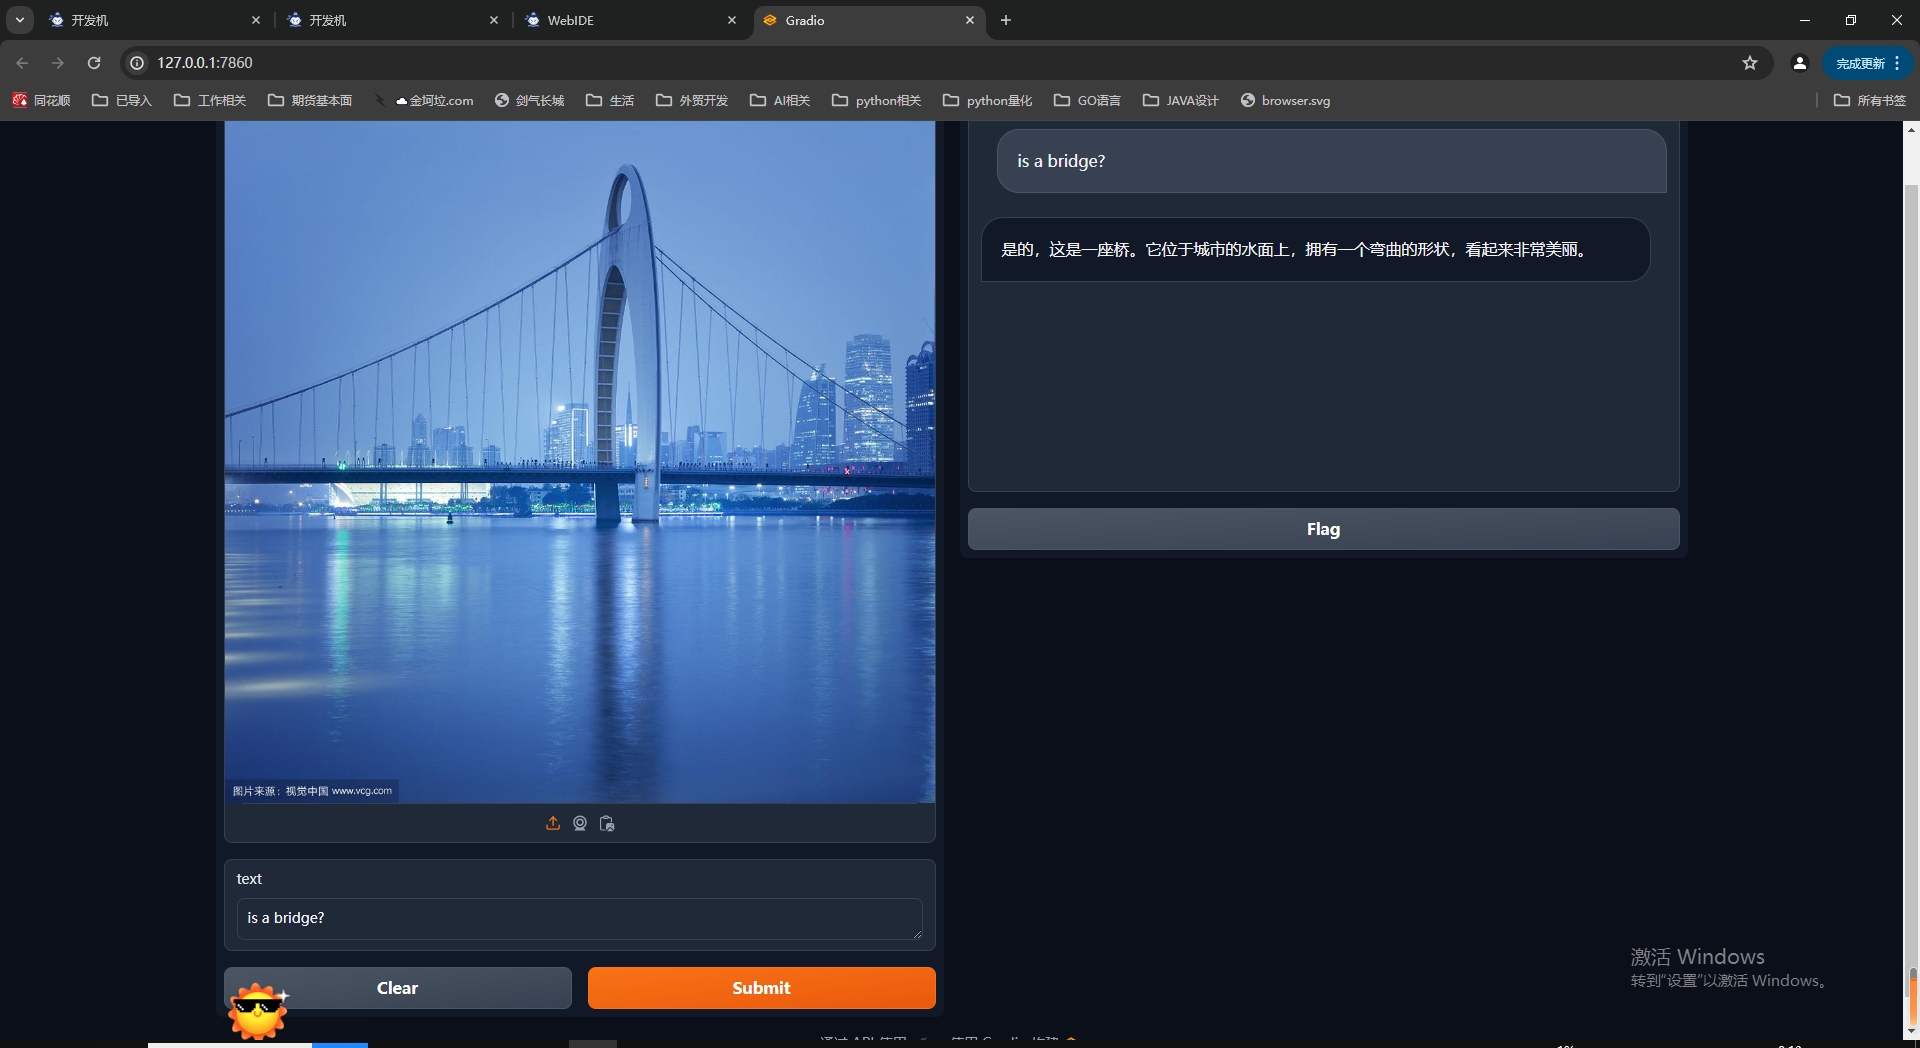 开发机
开发机
WebIDE
Gradio
127.0.0.1:7860
完成更新
同花顺
已导入
工作相关
期货基本面
金坷垃.com
剑气长城
生活
外贸开发
AI相关
python相关
python量化
GO语言
JAVA设计
browser.svg
所有书签
is a bridge?
是的，这是一座桥。它位于城市的水面上，拥有一个弯曲的形状，看起来非常美丽。
Flag
图片来源：视觉中国 www.vcg.com
text
is a bridge?
Clear
Submit
激活 Windows
转到“设置”以激活 Windows。